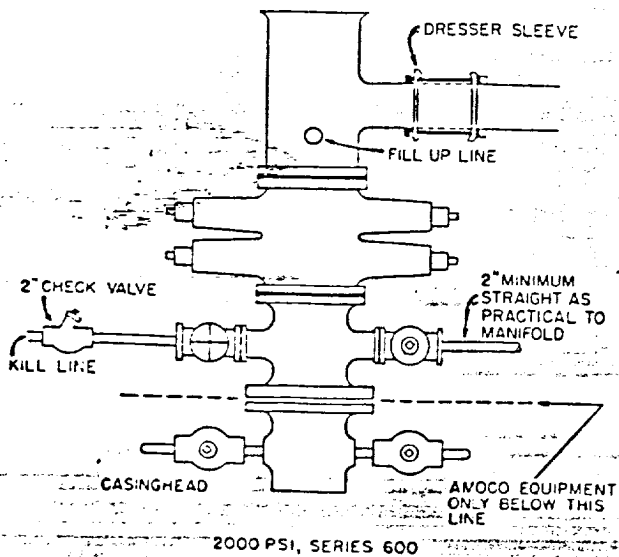 DRESSER SLEEVE
FILL UP LINE
2" CHECK VALVE
2" MINIMUM
STRAIGHT AS
PRACTICAL TO
MANIFOLD
KILL LINE
CASINGHEAD
AMOCO EQUIPMENT
ONLY BELOW THIS
LINE
2000 PSI, SERIES 600